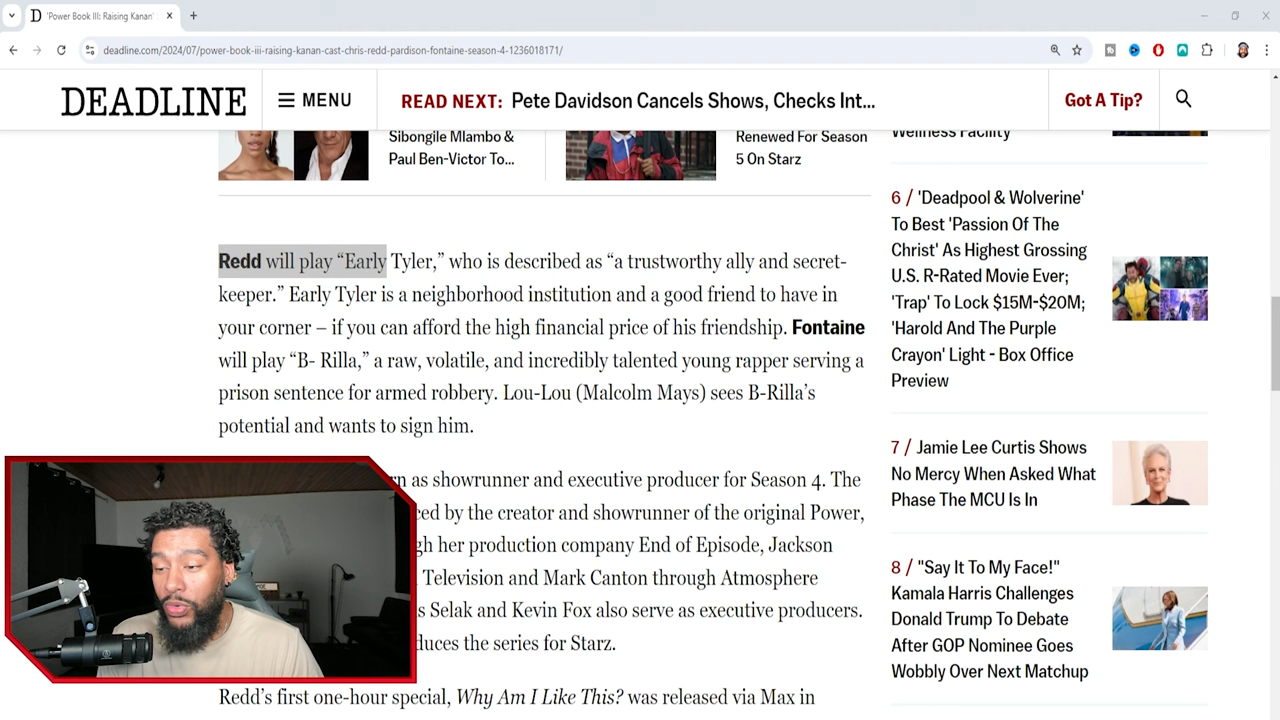 'Power Book III: Raising Kanan'
deadline.com/2024/07/power-book-iii-raising-kanan-cast-chris-redd-pardison-fontaine-season-4-1236018171/
DEADLINE
MENU
READ NEXT: Pete Davidson Cancels Shows, Checks Int...
Got A Tip?
Sibongile Mlambo &
Paul Ben-Victor To...
Renewed For Season
5 On Starz
Redd will play “Early Tyler,” who is described as “a trustworthy ally and secret-
keeper.” Early Tyler is a neighborhood institution and a good friend to have in
your corner – if you can afford the high financial price of his friendship. Fontaine
will play “B- Rilla,” a raw, volatile, and incredibly talented young rapper serving a
prison sentence for armed robbery. Lou-Lou (Malcolm Mays) sees B-Rilla’s
potential and wants to sign him.
as showrunner and executive producer for Season 4. The
by the creator and showrunner of the original Power,
her production company End of Episode, Jackson
Television and Mark Canton through Atmosphere
Selak and Kevin Fox also serve as executive producers.
the series for Starz.
Redd’s first one-hour special, Why Am I Like This? was released via Max in
Wellness Facility
6 / 'Deadpool & Wolverine'
To Best 'Passion Of The
Christ' As Highest Grossing
U.S. R-Rated Movie Ever;
'Trap' To Lock $15M-$20M;
'Harold And The Purple
Crayon' Light - Box Office
Preview
7 / Jamie Lee Curtis Shows
No Mercy When Asked What
Phase The MCU Is In
8 / "Say It To My Face!"
Kamala Harris Challenges
Donald Trump To Debate
After GOP Nominee Goes
Wobbly Over Next Matchup